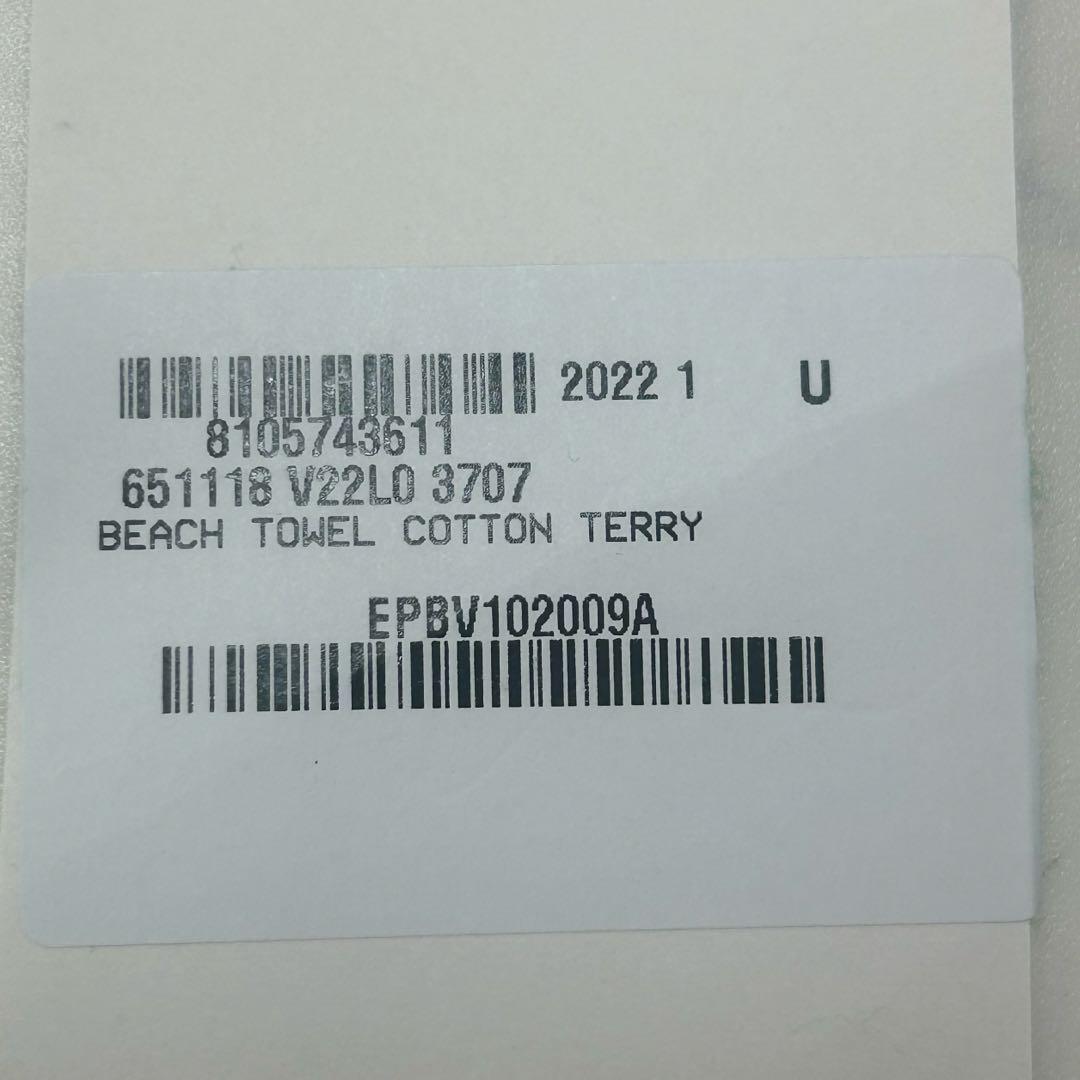 2022 1 U
8105743611
651118 V22L0 3707
BEACH TOWEL COTTON TERRY
EPBV102009A